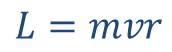 L = mvr